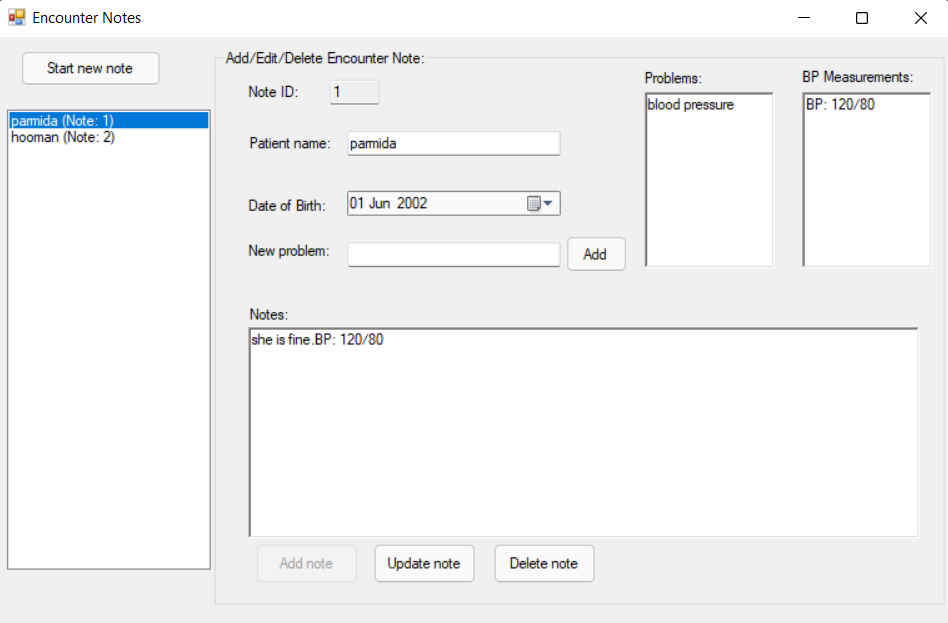 Encounter Notes
Start new note
parmida (Note: 1)
hooman (Note: 2)
Add/Edit/Delete Encounter Note:
Note ID: 1
Patient name: parmida
Date of Birth: 01 Jun 2002
New problem: Add
Problems:
blood pressure
BP Measurements:
BP: 120/80
Notes:
she is fine.BP: 120/80
Add note Update note Delete note